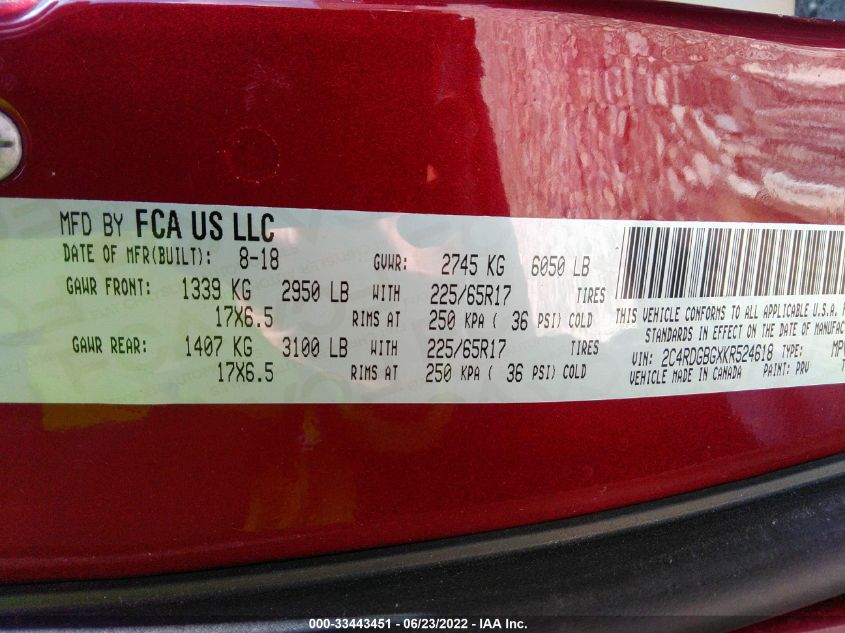 MFD BY FCA US LLC
DATE OF MFR(BUILT): 8-18 GVWR: 2745 KG 6050 LB
GAWR FRONT: 1339 KG 2950 LB WITH 225/65R17 TIRES
17X6.5 RIMS AT 250 KPA ( 36 PSI) COLD
GAWR REAR: 1407 KG 3100 LB WITH 225/65R17 TIRES
17X6.5 RIMS AT 250 KPA ( 36 PSI) COLD
THIS VEHICLE CONFORMS TO ALL APPLICABLE U.S.A.
STANDARDS IN EFFECT ON THE DATE OF MANUFAC
VIN: 2C4RDGBGXKR524618 TYPE: MPV
VEHICLE MADE IN CANADA PAINT: PRV
000-33443451 - 06/23/2022 - IAA Inc.